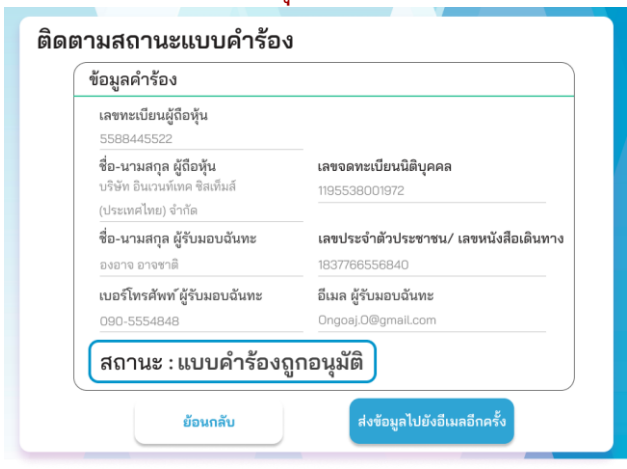 ติดตามสถานะแบบคำร้อง
ข้อมูลคำร้อง
เลขทะเบียนผู้ถือหุ้น
5588445522
ชื่อ-นามสกุล ผู้ถือหุ้น
บริษัท อินเวนท์เทค ซิสเท็มส์
(ประเทศไทย) จำกัด
เลขจดทะเบียนนิติบุคคล
1195538001972
ชื่อ-นามสกุล ผู้รับมอบฉันทะ
องอาจ อาจชาติ
เลขประจำตัวประชาชน/ เลขหนังสือเดินทาง
1837766556840
เบอร์โทรศัพท์ ผู้รับมอบฉันทะ
090-5554848
อีเมล ผู้รับมอบฉันทะ
Ongoaj.O@gmail.com
สถานะ : แบบคำร้องถูกอนุมัติ
ย้อนกลับ
ส่งข้อมูลไปยังอีเมลอีกครั้ง